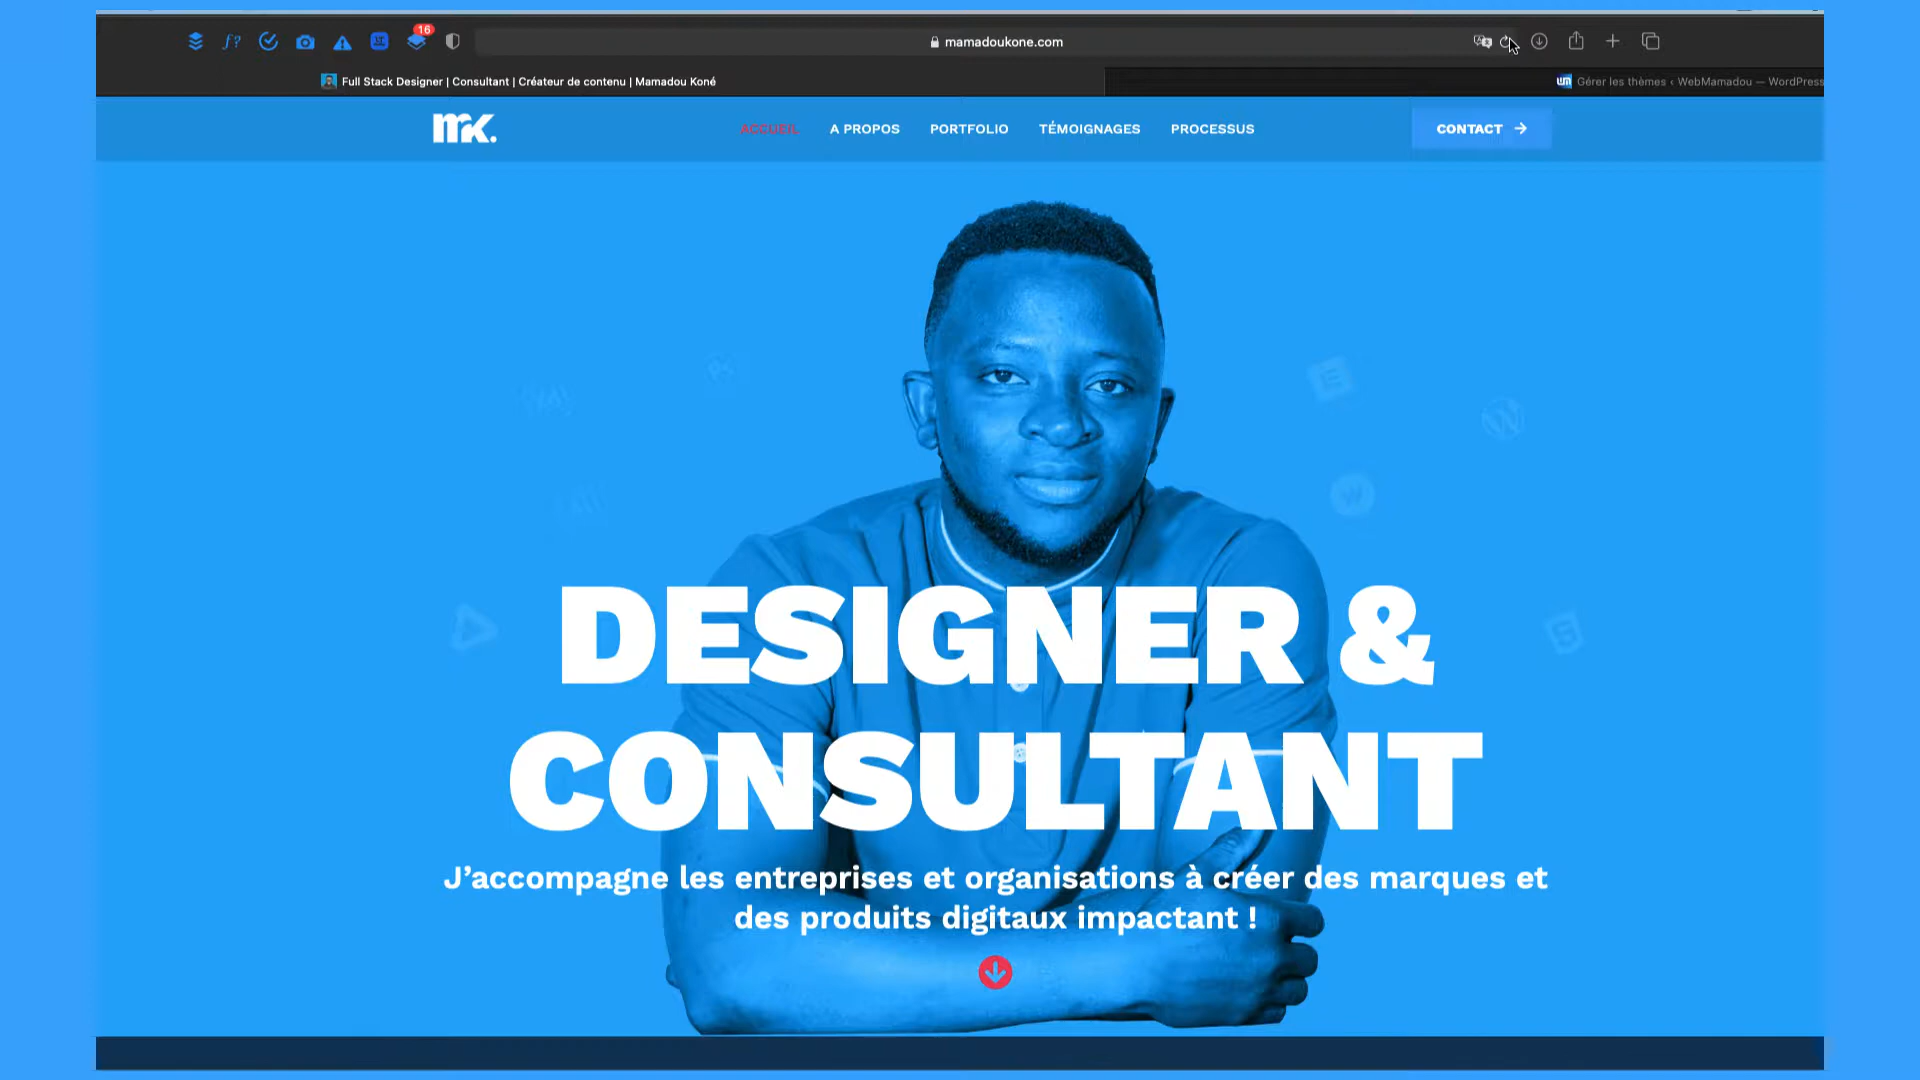 f?
16
mamadoukone.com
Full Stack Designer | Consultant | Créateur de contenu | Mamadou Koné
Gérer les thèmes ‹ WebMamadou — WordPress
MK.
ACCUEIL
A PROPOS
PORTFOLIO
TÉMOIGNAGES
PROCESSUS
CONTACT
DESIGNER &
CONSULTANT
J’accompagne les entreprises et organisations à créer des marques et
des produits digitaux impactant !